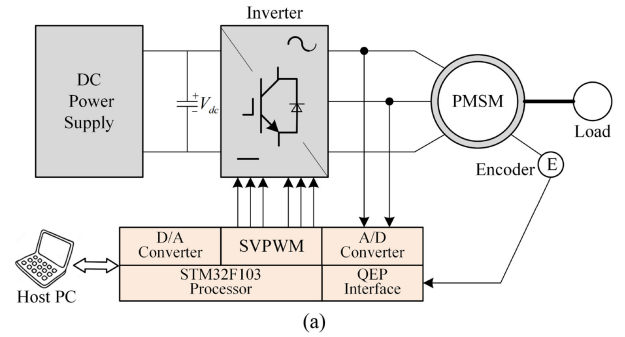 Inverter
DC
Power
Supply
+
−
V_dc
PMSM
Load
Encoder
E
D/A
Converter
SVPWM
A/D
Converter
STM32F103
Processor
QEP
Interface
Host PC
(a)